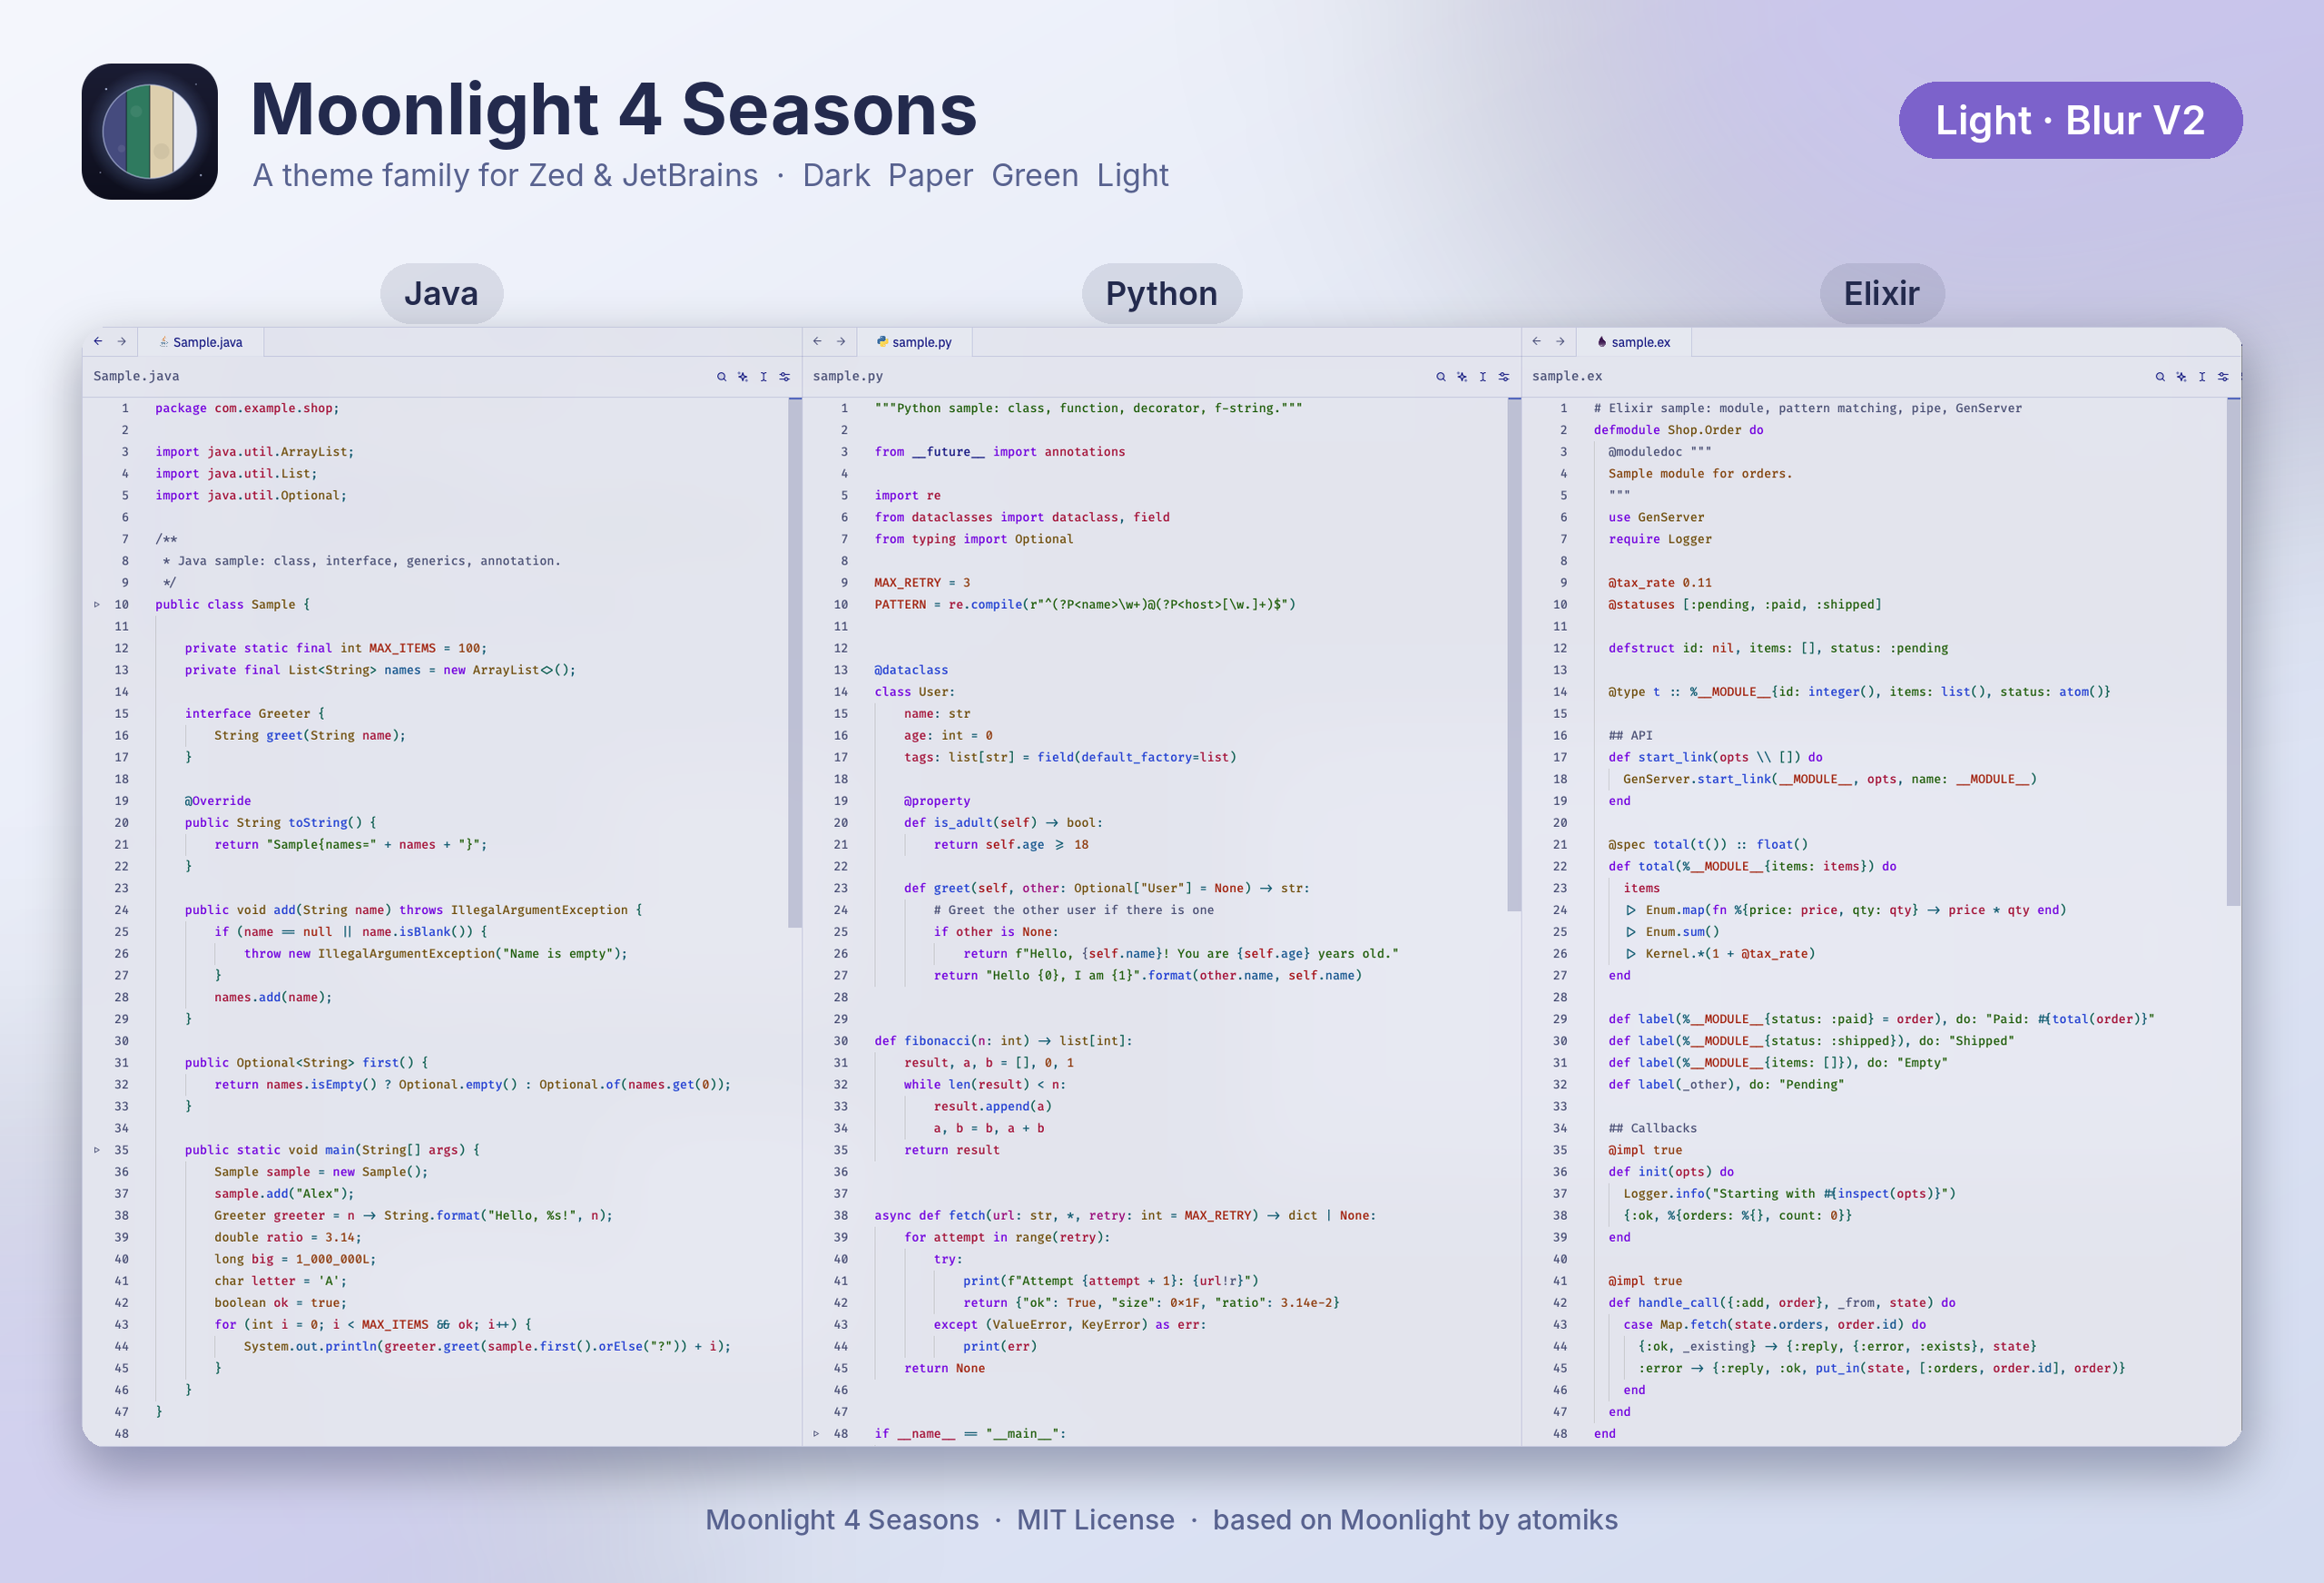 Moonlight 4 Seasons
A theme family for Zed & JetBrains · Dark Paper Green Light
Light · Blur V2
Java
Sample.java
Sample.java
1 package com.example.shop;
2
3 import java.util.ArrayList;
4 import java.util.List;
5 import java.util.Optional;
6
7 /**
8  * Java sample: class, interface, generics, annotation.
9  */
10 public class Sample {
11
12     private static final int MAX_ITEMS = 100;
13     private final List<String> names = new ArrayList<>();
14
15     interface Greeter {
16         String greet(String name);
17     }
18
19     @Override
20     public String toString() {
21         return "Sample{names=" + names + "}";
22     }
23
24     public void add(String name) throws IllegalArgumentException {
25         if (name == null || name.isBlank()) {
26             throw new IllegalArgumentException("Name is empty");
27         }
28         names.add(name);
29     }
30
31     public Optional<String> first() {
32         return names.isEmpty() ? Optional.empty() : Optional.of(names.get(0));
33     }
34
35     public static void main(String[] args) {
36         Sample sample = new Sample();
37         sample.add("Alex");
38         Greeter greeter = n -> String.format("Hello, %s!", n);
39         double ratio = 3.14;
40         long big = 1_000_000L;
41         char letter = 'A';
42         boolean ok = true;
43         for (int i = 0; i < MAX_ITEMS && ok; i++) {
44             System.out.println(greeter.greet(sample.first().orElse("?")) + i);
45         }
46     }
47 }
48
Python
sample.py
sample.py
1 """Python sample: class, function, decorator, f-string."""
2
3 from __future__ import annotations
4
5 import re
6 from dataclasses import dataclass, field
7 from typing import Optional
8
9 MAX_RETRY = 3
10 PATTERN = re.compile(r"^(?P<name>\w+)@(?P<host>[\w.]+)$")
11
12
13 @dataclass
14 class User:
15     name: str
16     age: int = 0
17     tags: list[str] = field(default_factory=list)
18
19     @property
20     def is_adult(self) -> bool:
21         return self.age >= 18
22
23     def greet(self, other: Optional["User"] = None) -> str:
24         # Greet the other user if there is one
25         if other is None:
26             return f"Hello, {self.name}! You are {self.age} years old."
27         return "Hello {0}, I am {1}".format(other.name, self.name)
28
29
30 def fibonacci(n: int) -> list[int]:
31     result, a, b = [], 0, 1
32     while len(result) < n:
33         result.append(a)
34         a, b = b, a + b
35     return result
36
37
38 async def fetch(url: str, *, retry: int = MAX_RETRY) -> dict | None:
39     for attempt in range(retry):
40         try:
41             print(f"Attempt {attempt + 1}: {url!r}")
42             return {"ok": True, "size": 0x1F, "ratio": 3.14e-2}
43         except (ValueError, KeyError) as err:
44             print(err)
45     return None
46
47
48 if __name__ == "__main__":
Elixir
sample.ex
sample.ex
1 # Elixir sample: module, pattern matching, pipe, GenServer
2 defmodule Shop.Order do
3   @moduledoc """
4   Sample module for orders.
5   """
6   use GenServer
7   require Logger
8
9   @tax_rate 0.11
10   @statuses [:pending, :paid, :shipped]
11
12   defstruct id: nil, items: [], status: :pending
13
14   @type t :: %__MODULE__{id: integer(), items: list(), status: atom()}
15
16   ## API
17   def start_link(opts \\ []) do
18     GenServer.start_link(__MODULE__, opts, name: __MODULE__)
19   end
20
21   @spec total(t()) :: float()
22   def total(%__MODULE__{items: items}) do
23     items
24     |> Enum.map(fn %{price: price, qty: qty} -> price * qty end)
25     |> Enum.sum()
26     |> Kernel.*(1 + @tax_rate)
27   end
28
29   def label(%__MODULE__{status: :paid} = order), do: "Paid: #{total(order)}"
30   def label(%__MODULE__{status: :shipped}), do: "Shipped"
31   def label(%__MODULE__{items: []}), do: "Empty"
32   def label(_other), do: "Pending"
33
34   ## Callbacks
35   @impl true
36   def init(opts) do
37     Logger.info("Starting with #{inspect(opts)}")
38     {:ok, %{orders: %{}, count: 0}}
39   end
40
41   @impl true
42   def handle_call({:add, order}, _from, state) do
43     case Map.fetch(state.orders, order.id) do
44       {:ok, _existing} -> {:reply, {:error, :exists}, state}
45       :error -> {:reply, :ok, put_in(state, [:orders, order.id], order)}
46     end
47   end
48 end
Moonlight 4 Seasons · MIT License · based on Moonlight by atomiks